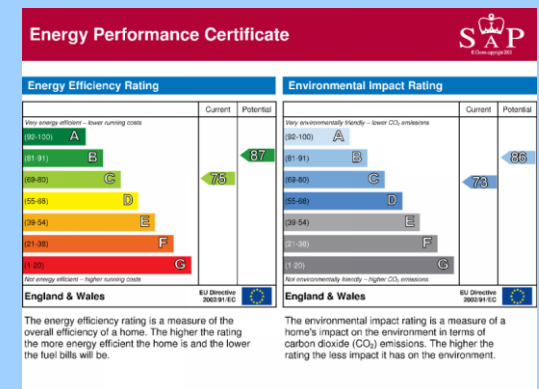 Energy Performance Certificate
SAP
© Crown copyright 2011
Energy Efficiency Rating
Current Potential
Very energy efficient – lower running costs
(92-100) A
(81-91) B 87
(69-80) C 75
(55-68) D
(39-54) E
(21-38) F
(1-20) G
Not energy efficient – higher running costs
England & Wales
EU Directive
2002/91/EC
The energy efficiency rating is a measure of the
overall efficiency of a home. The higher the rating
the more energy efficient the home is and the lower
the fuel bills will be.
Environmental Impact Rating
Current Potential
Very environmentally friendly – lower CO₂ emissions
(92-100) A
(81-91) B 86
(69-80) C 73
(55-68) D
(39-54) E
(21-38) F
(1-20) G
Not environmentally friendly – higher CO₂ emissions
England & Wales
EU Directive
2002/91/EC
The environmental impact rating is a measure of a
home's impact on the environment in terms of
carbon dioxide (CO₂) emissions. The higher the
rating the less impact it has on the environment.